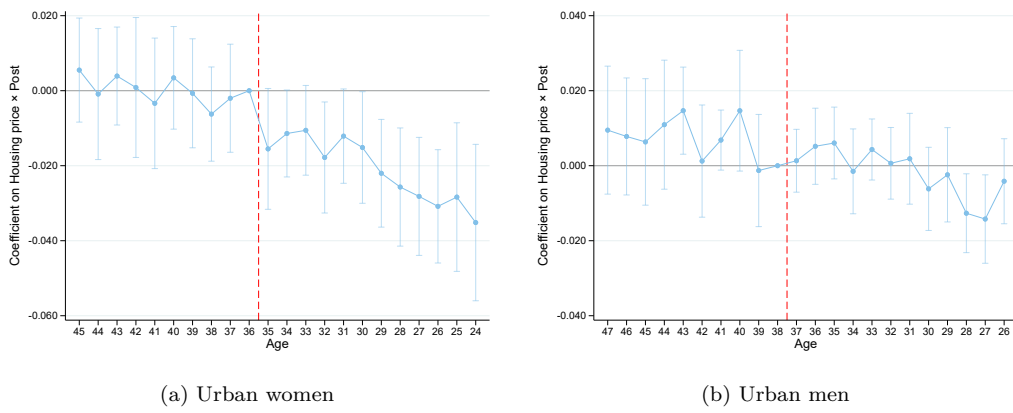 Coefficient on Housing price × Post
0.020
0.000
-0.020
-0.040
-0.060
45 44 43 42 41 40 39 38 37 36 35 34 33 32 31 30 29 28 27 26 25 24
Age
(a) Urban women
Coefficient on Housing price × Post
0.040
0.020
0.000
-0.020
-0.040
47 46 45 44 43 42 41 40 39 38 37 36 35 34 33 32 31 30 29 28 27 26
Age
(b) Urban men